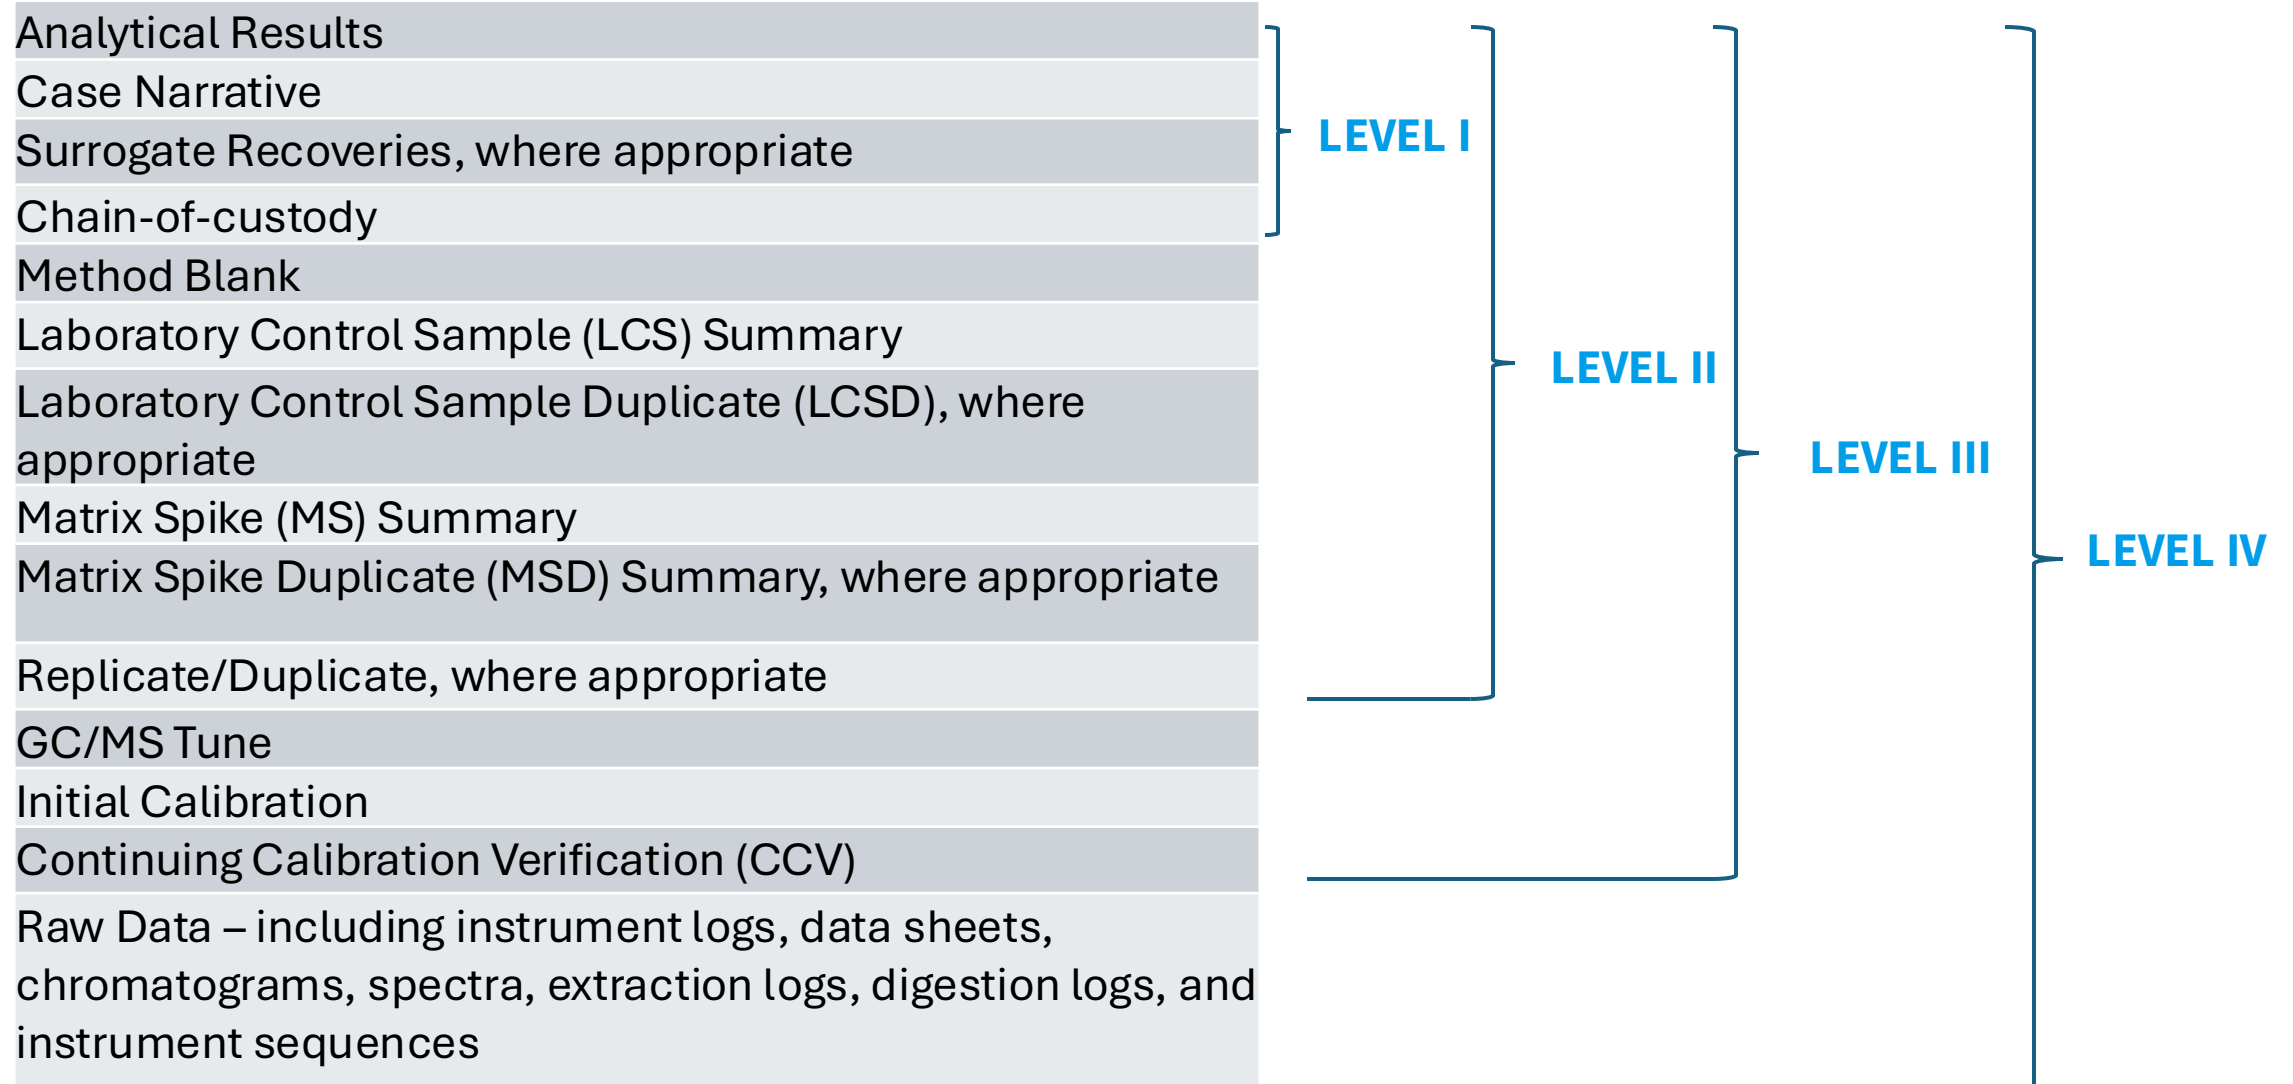 Analytical Results
Case Narrative
Surrogate Recoveries, where appropriate
Chain-of-custody
Method Blank
Laboratory Control Sample (LCS) Summary
Laboratory Control Sample Duplicate (LCSD), where
appropriate
Matrix Spike (MS) Summary
Matrix Spike Duplicate (MSD) Summary, where appropriate
Replicate/Duplicate, where appropriate
GC/MS Tune
Initial Calibration
Continuing Calibration Verification (CCV)
Raw Data – including instrument logs, data sheets,
chromatograms, spectra, extraction logs, digestion logs, and
instrument sequences
LEVEL I
LEVEL II
LEVEL III
LEVEL IV